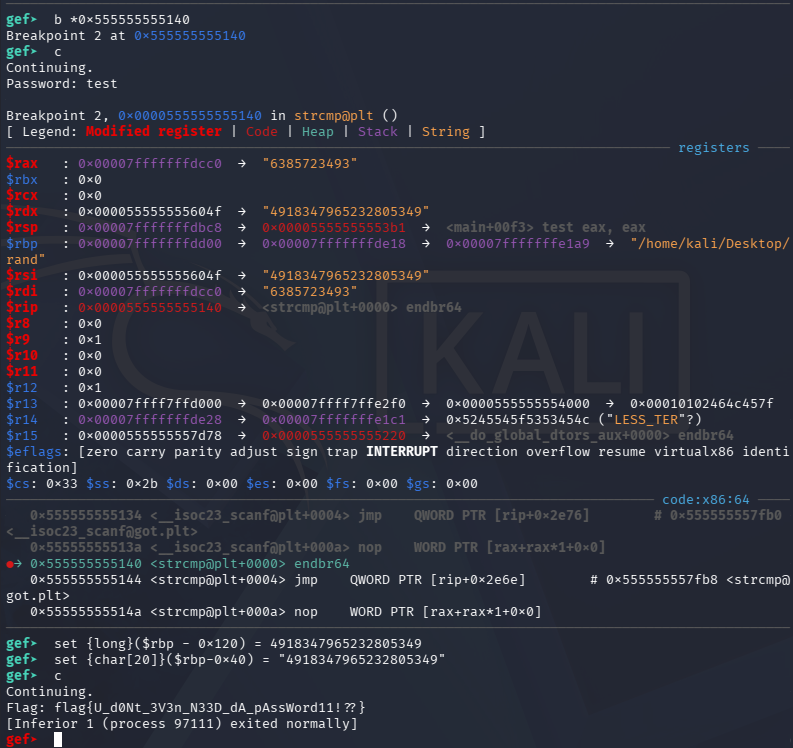 gef➤  b *0×555555555140
Breakpoint 2 at 0×555555555140
gef➤  c
Continuing.
Password: test

Breakpoint 2, 0×0000555555555140 in strcmp@plt ()
[ Legend: Modified register | Code | Heap | Stack | String ]
registers
$rax   : 0×00007fffffffdcc0  →  "6385723493"
$rbx   : 0×0
$rcx   : 0×0
$rdx   : 0×000055555555604f  →  "4918347965232805349"
$rsp   : 0×00007fffffffdbc8  →  0×00005555555553b1  →  <main+00f3> test eax, eax
$rbp   : 0×00007fffffffdd00  →  0×00007fffffffde18  →  0×00007fffffffe1a9  →  "/home/kali/Desktop/
rand"
$rsi   : 0×000055555555604f  →  "4918347965232805349"
$rdi   : 0×00007fffffffdcc0  →  "6385723493"
$rip   : 0×0000555555555140  →  <strcmp@plt+0000> endbr64
$r8    : 0×0
$r9    : 0×1
$r10   : 0×0
$r11   : 0×0
$r12   : 0×1
$r13   : 0×00007ffff7ffd000  →  0×00007ffff7ffe2f0  →  0×0000555555554000  →  0×00010102464c457f
$r14   : 0×00007fffffffde28  →  0×00007fffffffe1c1  →  0×5245545f5353454c ("LESS_TER"?)
$r15   : 0×0000555555557d78  →  0×0000555555555220  →  <__do_global_dtors_aux+0000> endbr64
$eflags: [zero carry parity adjust sign trap INTERRUPT direction overflow resume virtualx86 identi
fication]
$cs: 0×33 $ss: 0×2b $ds: 0×00 $es: 0×00 $fs: 0×00 $gs: 0×00
code:x86:64
0×555555555134 <__isoc23_scanf@plt+0004> jmp    QWORD PTR [rip+0×2e76]        # 0×555555557fb0
<__isoc23_scanf@got.plt>
0×55555555513a <__isoc23_scanf@plt+000a> nop    WORD PTR [rax+rax*1+0×0]
●→ 0×555555555140 <strcmp@plt+0000> endbr64
0×555555555144 <strcmp@plt+0004> jmp    QWORD PTR [rip+0×2e6e]        # 0×555555557fb8 <strcmp@
got.plt>
0×55555555514a <strcmp@plt+000a> nop    WORD PTR [rax+rax*1+0×0]
gef➤  set {long}($rbp - 0×120) = 4918347965232805349
gef➤  set {char[20]}($rbp-0×40) = "4918347965232805349"
gef➤  c
Continuing.
Flag: flag{U_d0Nt_3V3n_N33D_dA_pAssWord11!??}
[Inferior 1 (process 97111) exited normally]
gef➤
KALI